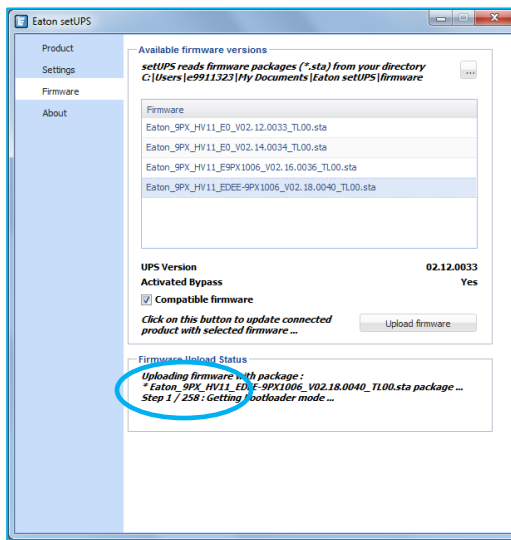 Eaton setUPS
Product
Settings
Firmware
About
Available firmware versions
setUPS reads firmware packages (*.sta) from your directory
C:\Users\e9911323\My Documents\Eaton setUPS\firmware
...
Firmware
Eaton_9PX_HV11_E0_V02.12.0033_TL00.sta
Eaton_9PX_HV11_E0_V02.14.0034_TL00.sta
Eaton_9PX_HV11_E9PX1006_V02.16.0036_TL00.sta
Eaton_9PX_HV11_EDEE-9PX1006_V02.18.0040_TL00.sta
UPS Version 02.12.0033
Activated Bypass Yes
Compatible firmware
Click on this button to update connected
product with selected firmware ...
Upload firmware
Firmware Upload Status
Uploading firmware with package :
* Eaton_9PX_HV11_EDEE-9PX1006_V02.18.0040_TL00.sta package ...
Step 1 / 258 : Getting bootloader mode ...